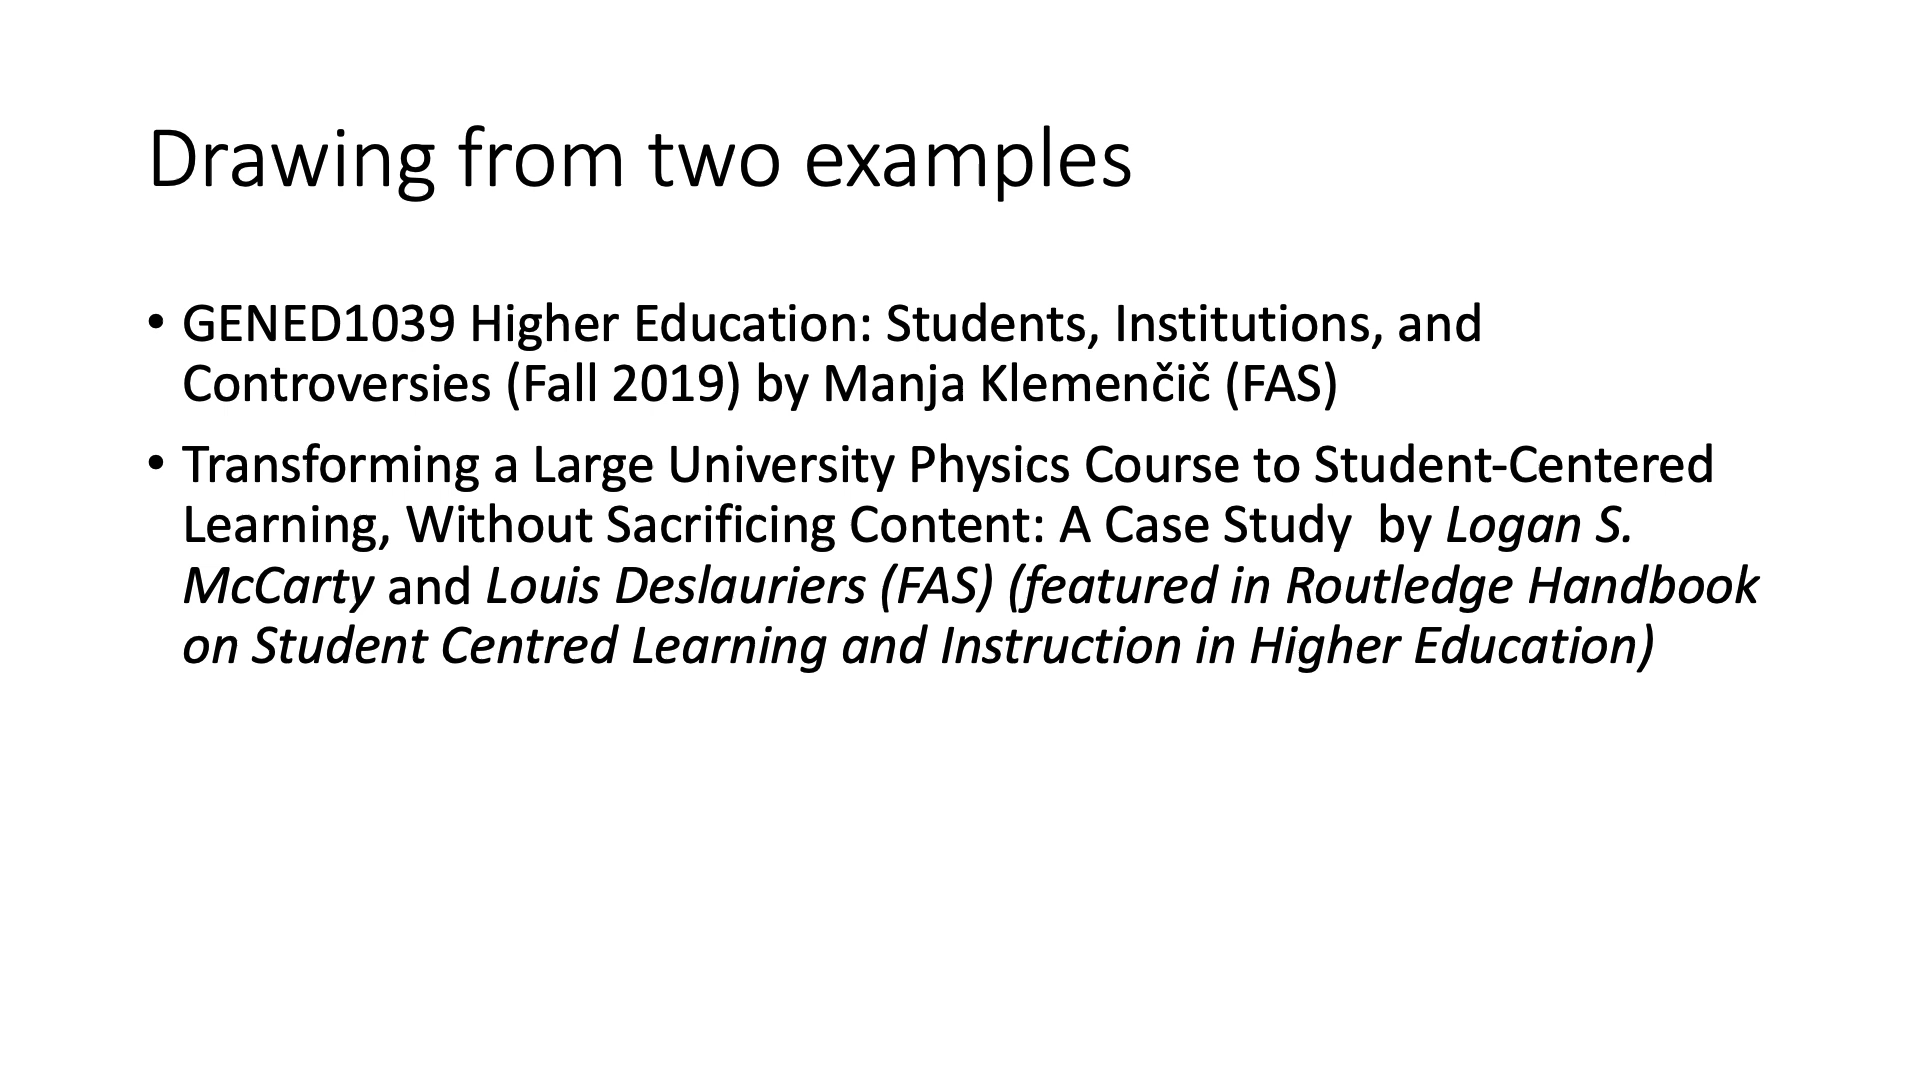 Drawing from two examples
• GENED1039 Higher Education: Students, Institutions, and
Controversies (Fall 2019) by Manja Klemenčič (FAS)
• Transforming a Large University Physics Course to Student-Centered
Learning, Without Sacrificing Content: A Case Study  by Logan S.
McCarty and Louis Deslauriers (FAS) (featured in Routledge Handbook
on Student Centred Learning and Instruction in Higher Education)